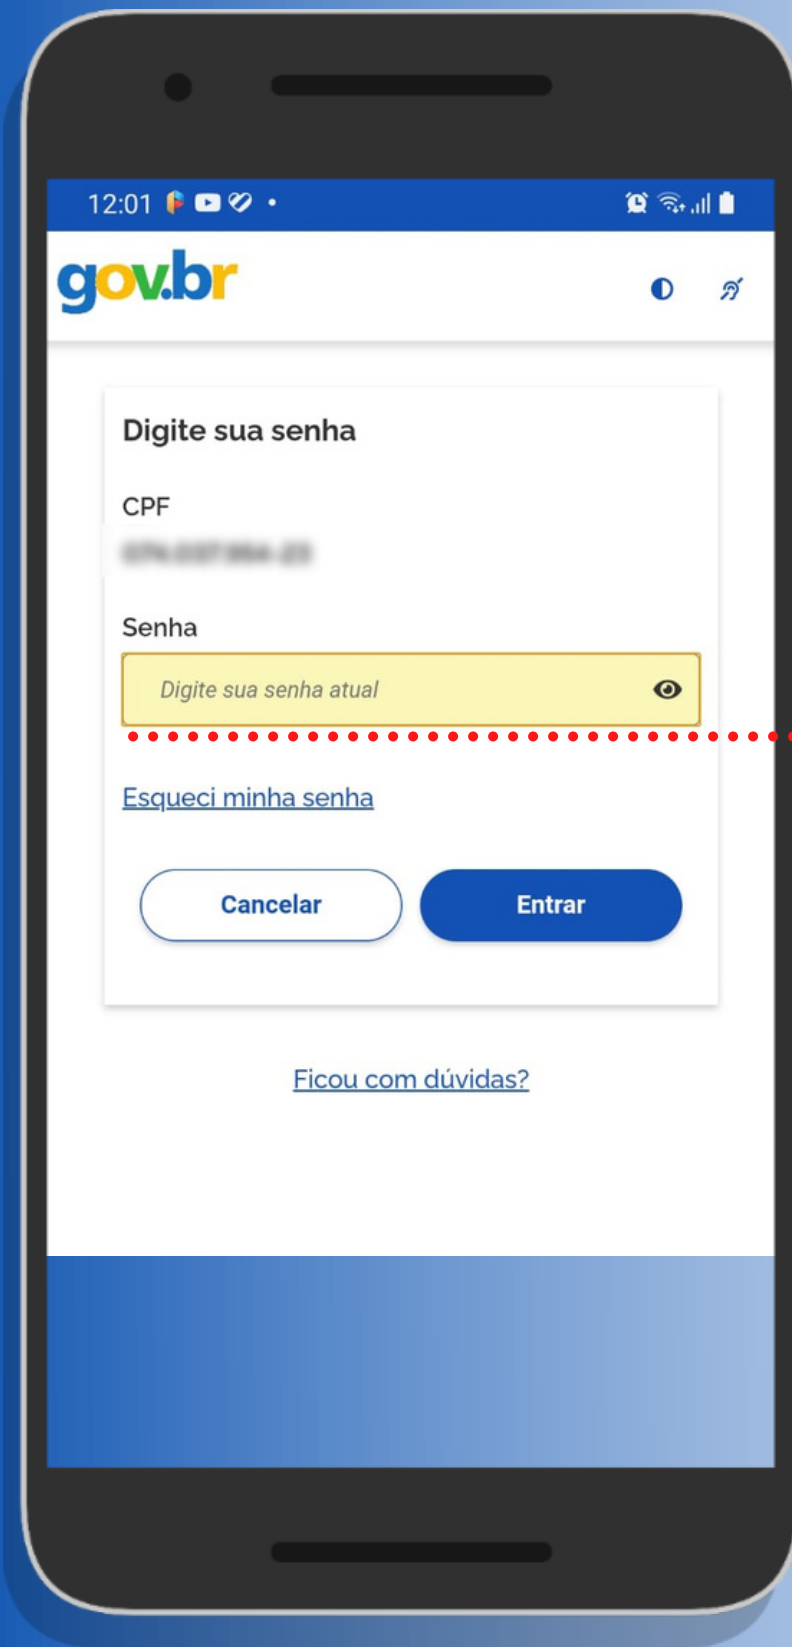 12:01
gov.br
Digite sua senha
CPF
Senha
Digite sua senha atual
Esqueci minha senha
Cancelar
Entrar
Ficou com dúvidas?